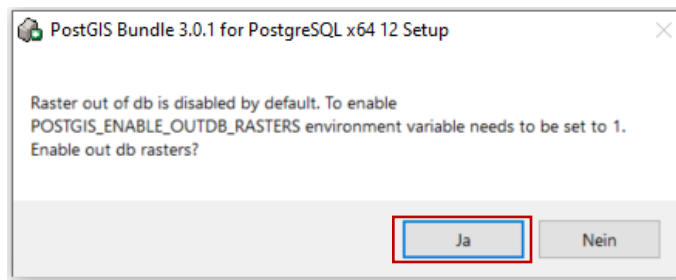 PostGIS Bundle 3.0.1 for PostgreSQL x64 12 Setup
Raster out of db is disabled by default. To enable
POSTGIS_ENABLE_OUTDB_RASTERS environment variable needs to be set to 1.
Enable out db rasters?
Ja
Nein